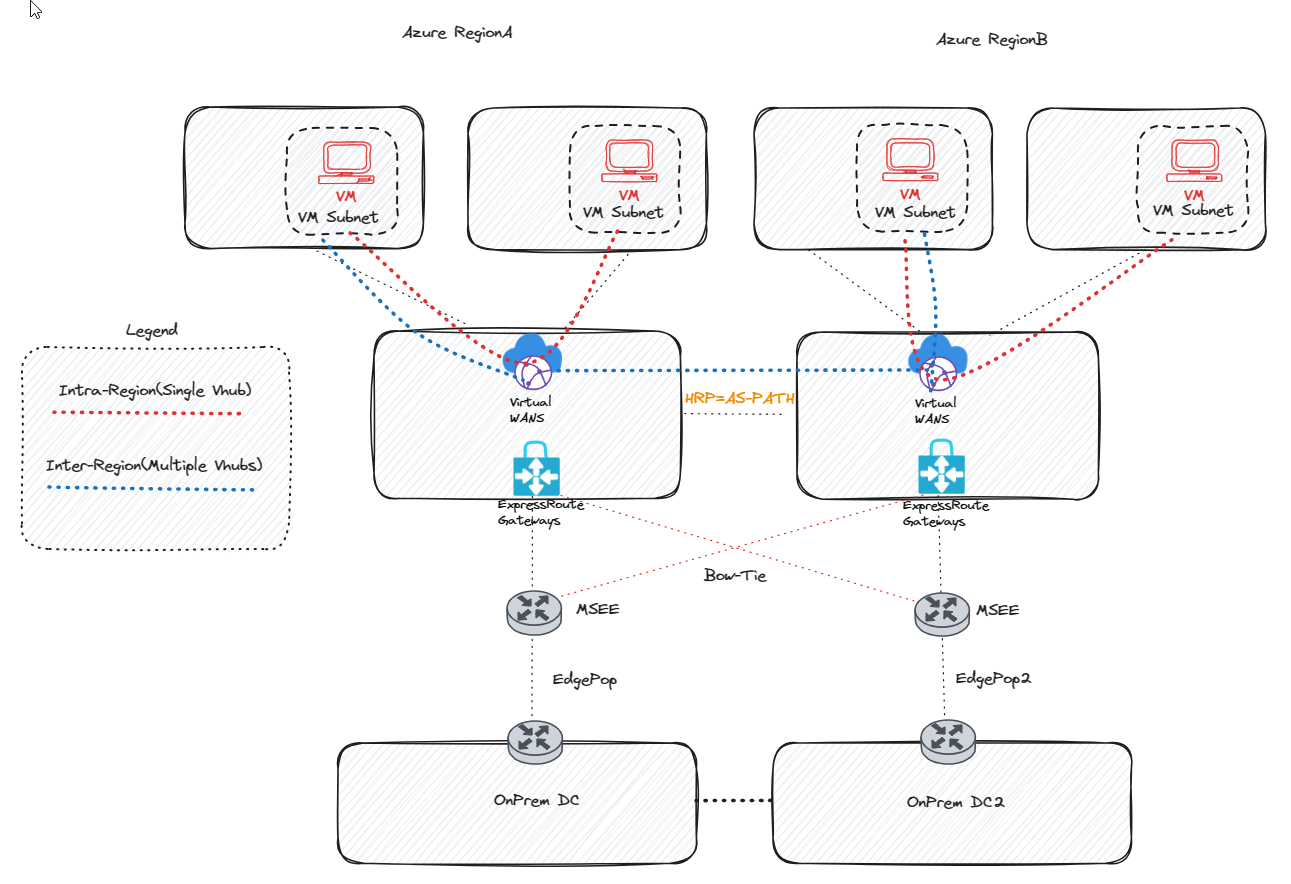 Azure RegionA
Azure RegionB
VM
VM Subnet
VM
VM Subnet
VM
VM Subnet
VM
VM Subnet
Legend
Intra-Region(Single Vhub)
Inter-Region(Multiple Vhubs)
Virtual
WANS
HRP=AS-PATH
Virtual
WANS
ExpressRoute
Gateways
ExpressRoute
Gateways
Bow-Tie
MSEE
MSEE
EdgePop
EdgePop2
OnPrem DC
OnPrem DC2